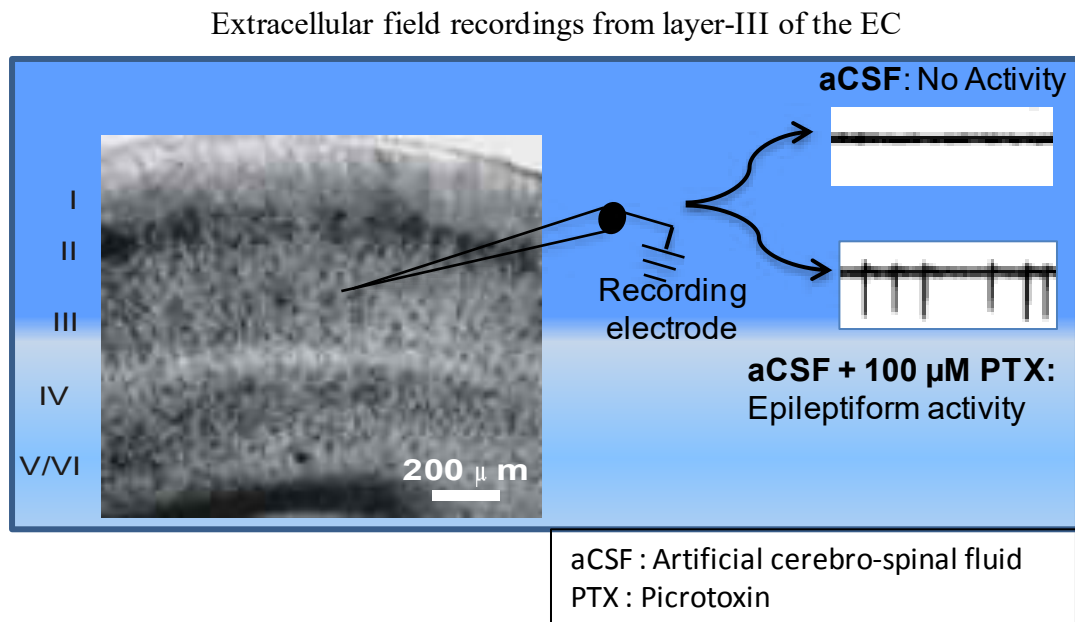 Extracellular field recordings from layer-III of the EC
aCSF: No Activity
I
II
III
IV
V/VI
Recording
electrode
200 μ m
aCSF + 100 µM PTX:
Epileptiform activity
aCSF : Artificial cerebro-spinal fluid
PTX : Picrotoxin